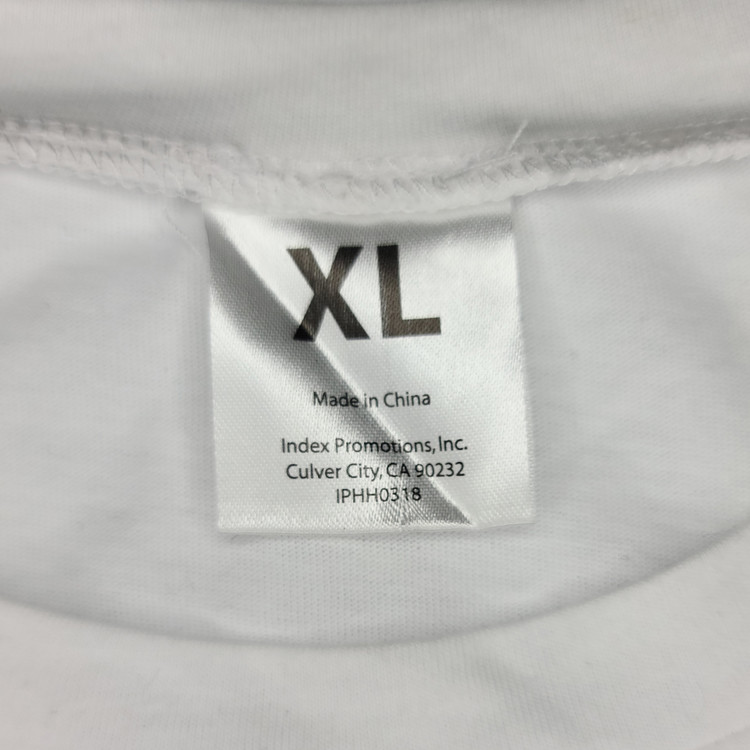 XL
Made in China
Index Promotions, Inc.
Culver City, CA 90232
IPHH0318